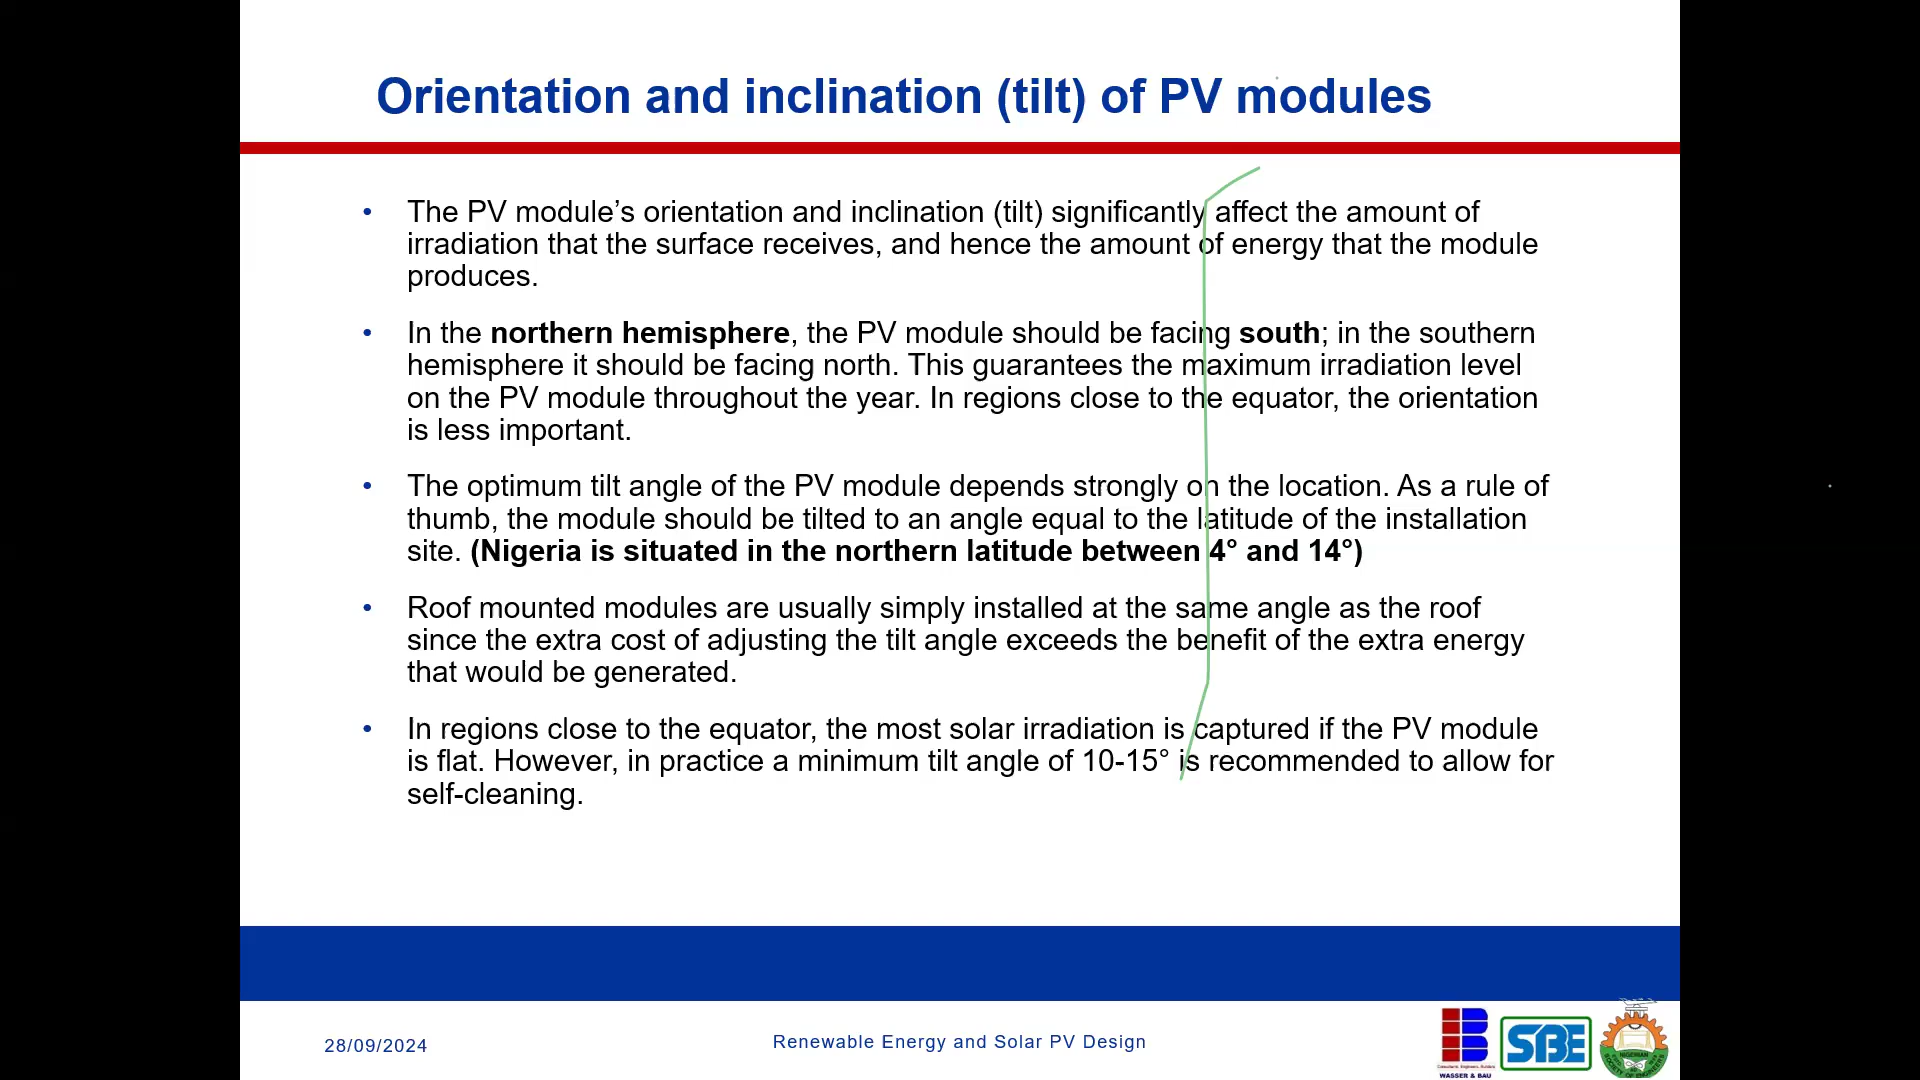 Orientation and inclination (tilt) of PV modules
• The PV module’s orientation and inclination (tilt) significantly affect the amount of
irradiation that the surface receives, and hence the amount of energy that the module
produces.
• In the northern hemisphere, the PV module should be facing south; in the southern
hemisphere it should be facing north. This guarantees the maximum irradiation level
on the PV module throughout the year. In regions close to the equator, the orientation
is less important.
• The optimum tilt angle of the PV module depends strongly on the location. As a rule of
thumb, the module should be tilted to an angle equal to the latitude of the installation
site. (Nigeria is situated in the northern latitude between 4° and 14°)
• Roof mounted modules are usually simply installed at the same angle as the roof
since the extra cost of adjusting the tilt angle exceeds the benefit of the extra energy
that would be generated.
• In regions close to the equator, the most solar irradiation is captured if the PV module
is flat. However, in practice a minimum tilt angle of 10-15° is recommended to allow for
self-cleaning.
28/09/2024
Renewable Energy and Solar PV Design
WASSER & BAU
SBE
NIGERIAN
SOCIETY OF ENGINEERS